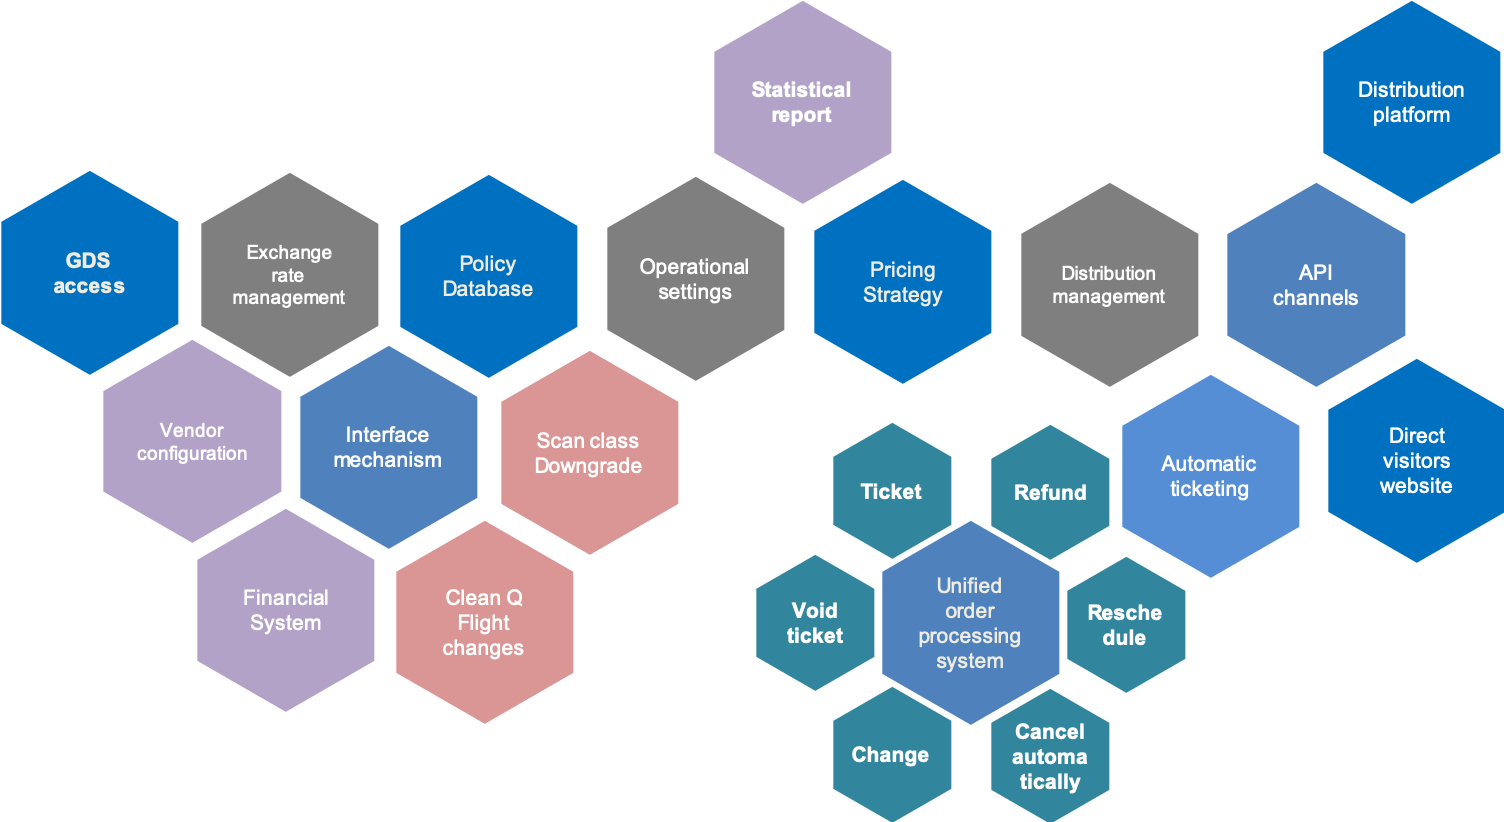 Statistical
report
Distribution
platform
GDS
access
Exchange
rate
management
Policy
Database
Operational
settings
Pricing
Strategy
Distribution
management
API
channels
Vendor
configuration
Interface
mechanism
Scan class
Downgrade
Ticket
Refund
Automatic
ticketing
Direct
visitors
website
Financial
System
Clean Q
Flight
changes
Void
ticket
Unified
order
processing
system
Resche
dule
Change
Cancel
automa
tically